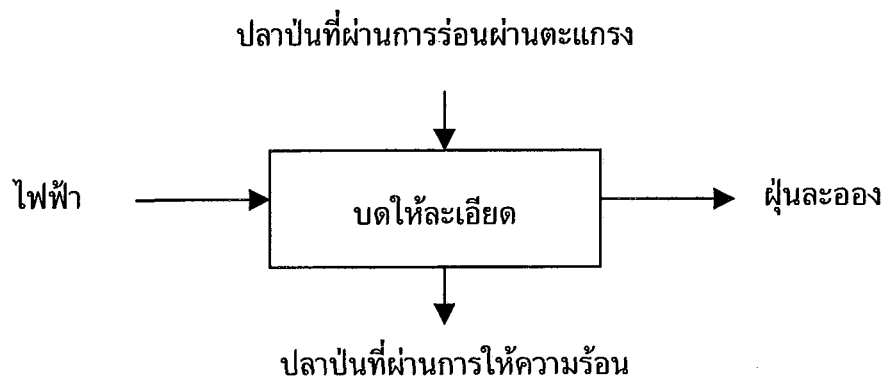 ปลาป่นที่ผ่านการร่อนผ่านตะแกรง
ไฟฟ้า
บดให้ละเอียด
ฝุ่นละออง
ปลาป่นที่ผ่านการให้ความร้อน